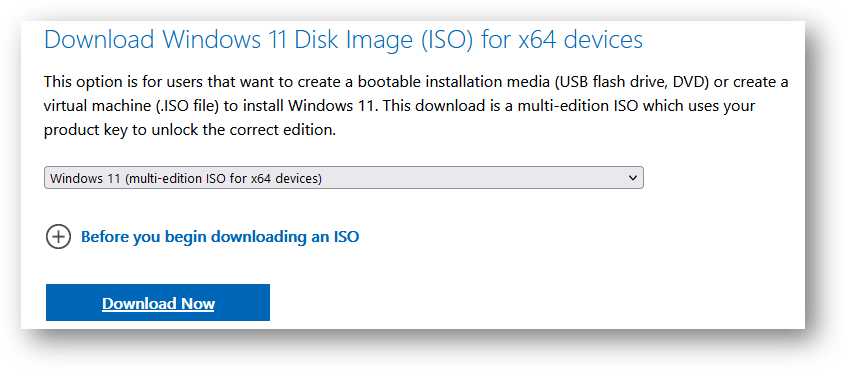 Download Windows 11 Disk Image (ISO) for x64 devices
This option is for users that want to create a bootable installation media (USB flash drive, DVD) or create a
virtual machine (.ISO file) to install Windows 11. This download is a multi-edition ISO which uses your
product key to unlock the correct edition.
Windows 11 (multi-edition ISO for x64 devices)
Before you begin downloading an ISO
Download Now